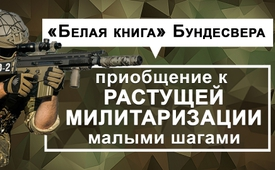 «Белая книга» Бундесвера
приобщение к
РАСТУЩЕЙ
МИЛИТАРИЗАЦИИ
малыми шагами